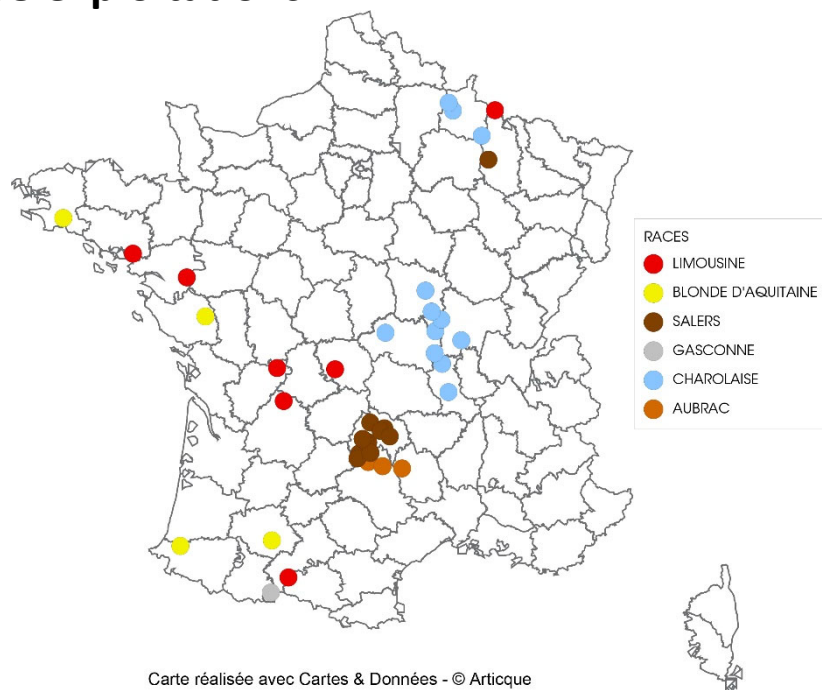 RACES
LIMOUSINE
BLONDE D'AQUITAINE
SALERS
GASCONNE
CHAROLAISE
AUBRAC
Carte réalisée avec Cartes & Données - © Articque